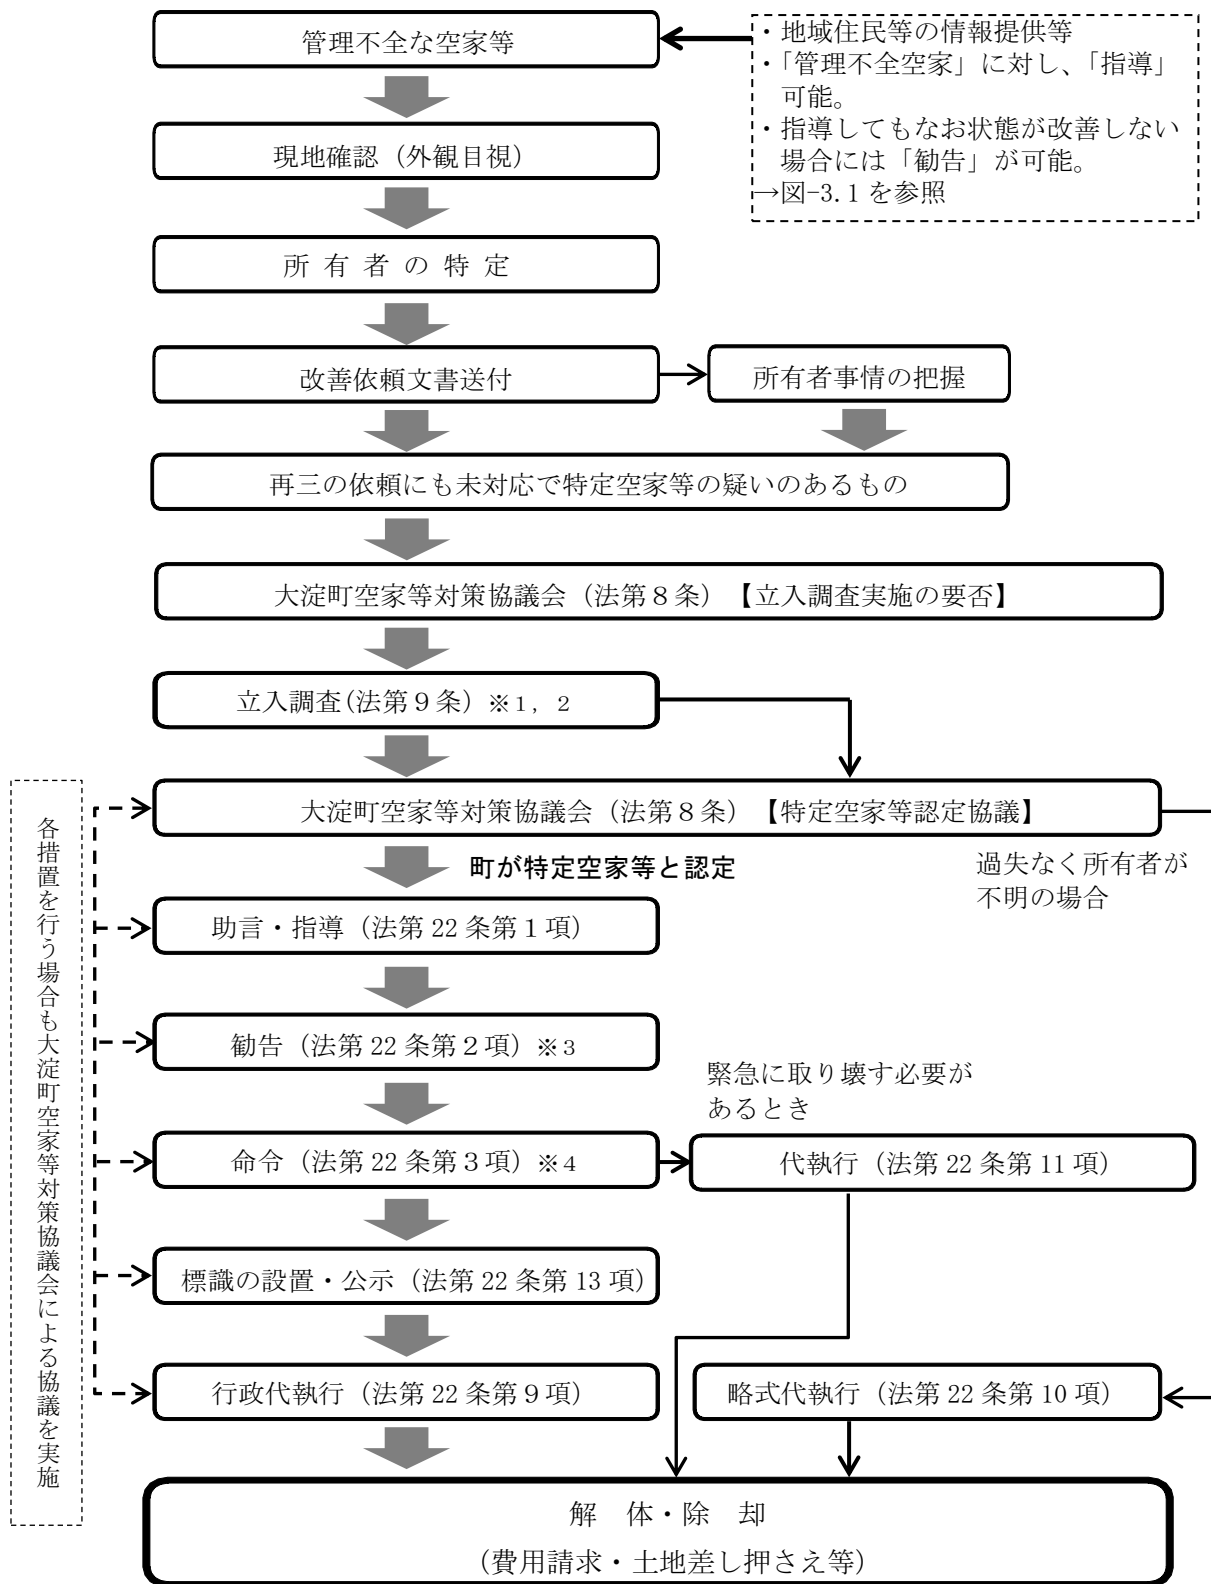 管理不全な空家等
・地域住民等の情報提供等
・「管理不全空家」に対し、「指導」
可能。
・指導してもなお状態が改善しない
場合には「勧告」が可能。
→図-3.1 を参照
現地確認（外観目視）
所 有 者 の 特 定
改善依頼文書送付
所有者事情の把握
再三の依頼にも未対応で特定空家等の疑いのあるもの
大淀町空家等対策協議会（法第８条）【立入調査実施の要否】
立入調査(法第９条）※1，2
大淀町空家等対策協議会（法第８条）【特定空家等認定協議】
町が特定空家等と認定
過失なく所有者が
不明の場合
助言・指導（法第 22 条第１項）
勧告（法第 22 条第２項）※3
緊急に取り壊す必要が
あるとき
命令（法第 22 条第３項）※4
代執行（法第 22 条第 11 項）
標識の設置・公示（法第 22 条第 13 項）
行政代執行（法第 22 条第 9 項）
略式代執行（法第 22 条第 10 項）
各措置を行う場合も大淀町空家等対策協議会による協議を実施
解　体・除　却
（費用請求・土地差し押さえ等）